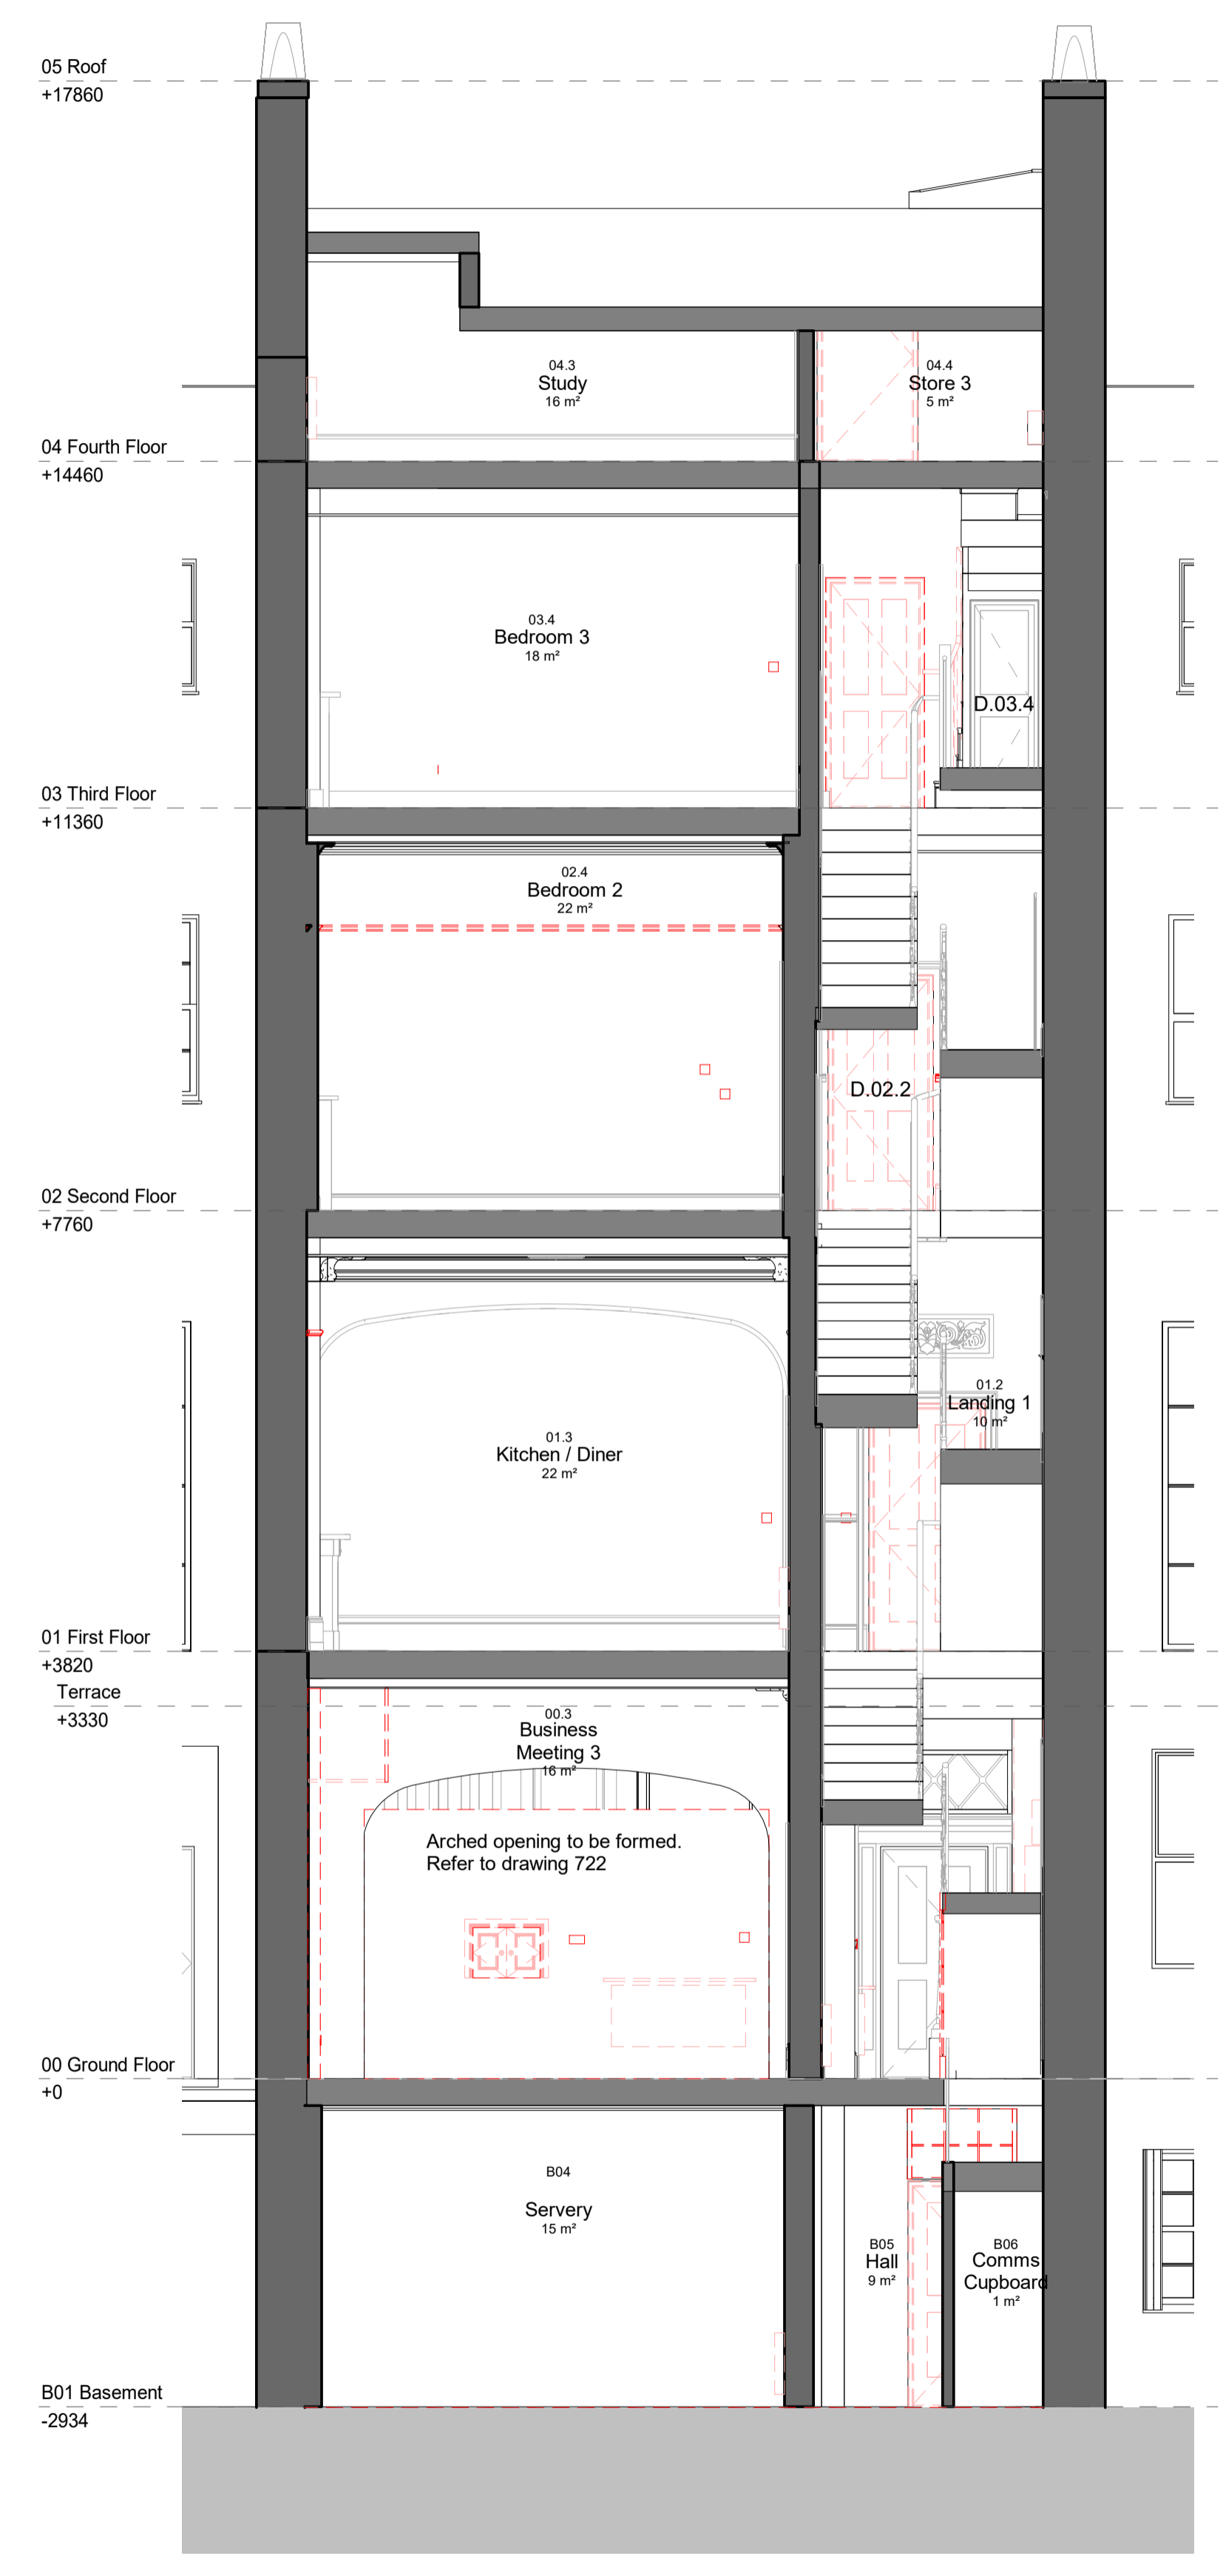 05 Roof
+17860
04.3
Study
16 m²
04.4
Store 3
5 m²
04 Fourth Floor
+14460
03.4
Bedroom 3
18 m²
D.03.4
03 Third Floor
+11360
02.4
Bedroom 2
22 m²
D.02.2
02 Second Floor
+7760
01.2
Landing 1
10 m²
01.3
Kitchen / Diner
22 m²
01 First Floor
+3820
Terrace
+3330
00.3
Business
Meeting 3
16 m²
Arched opening to be formed.
Refer to drawing 722
00 Ground Floor
+0
B04
Servery
15 m²
B05
Hall
9 m²
B06
Comms
Cupboard
1 m²
B01 Basement
-2934